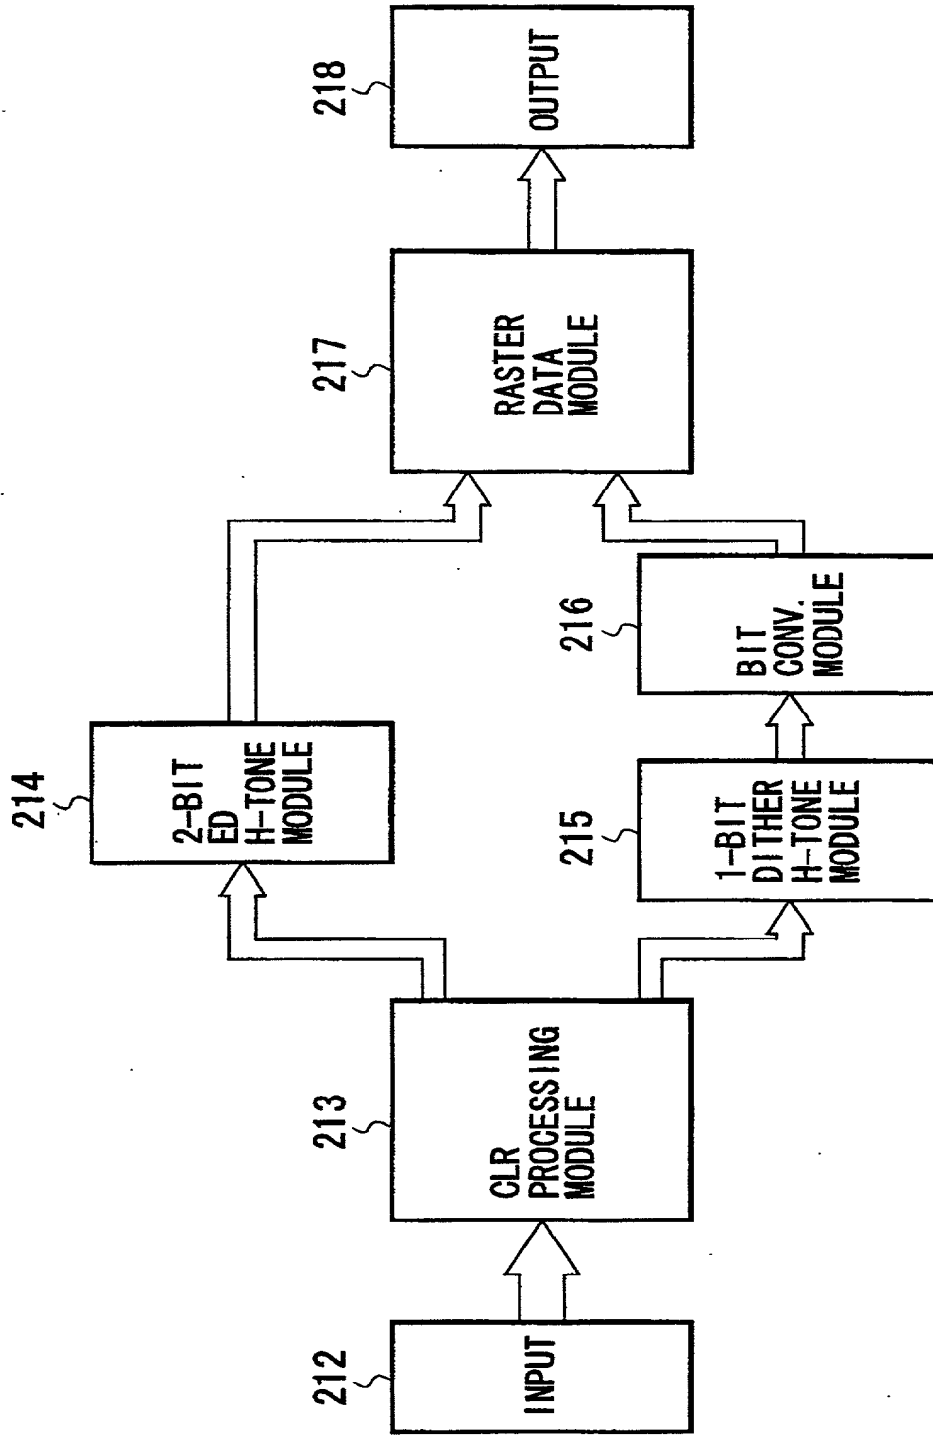 212
INPUT
213
CLR
PROCESSING
MODULE
214
2-BIT
ED
H-TONE
MODULE
215
1-BIT
DITHER
H-TONE
MODULE
216
BIT
CONV.
MODULE
217
RASTER
DATA
MODULE
218
OUTPUT